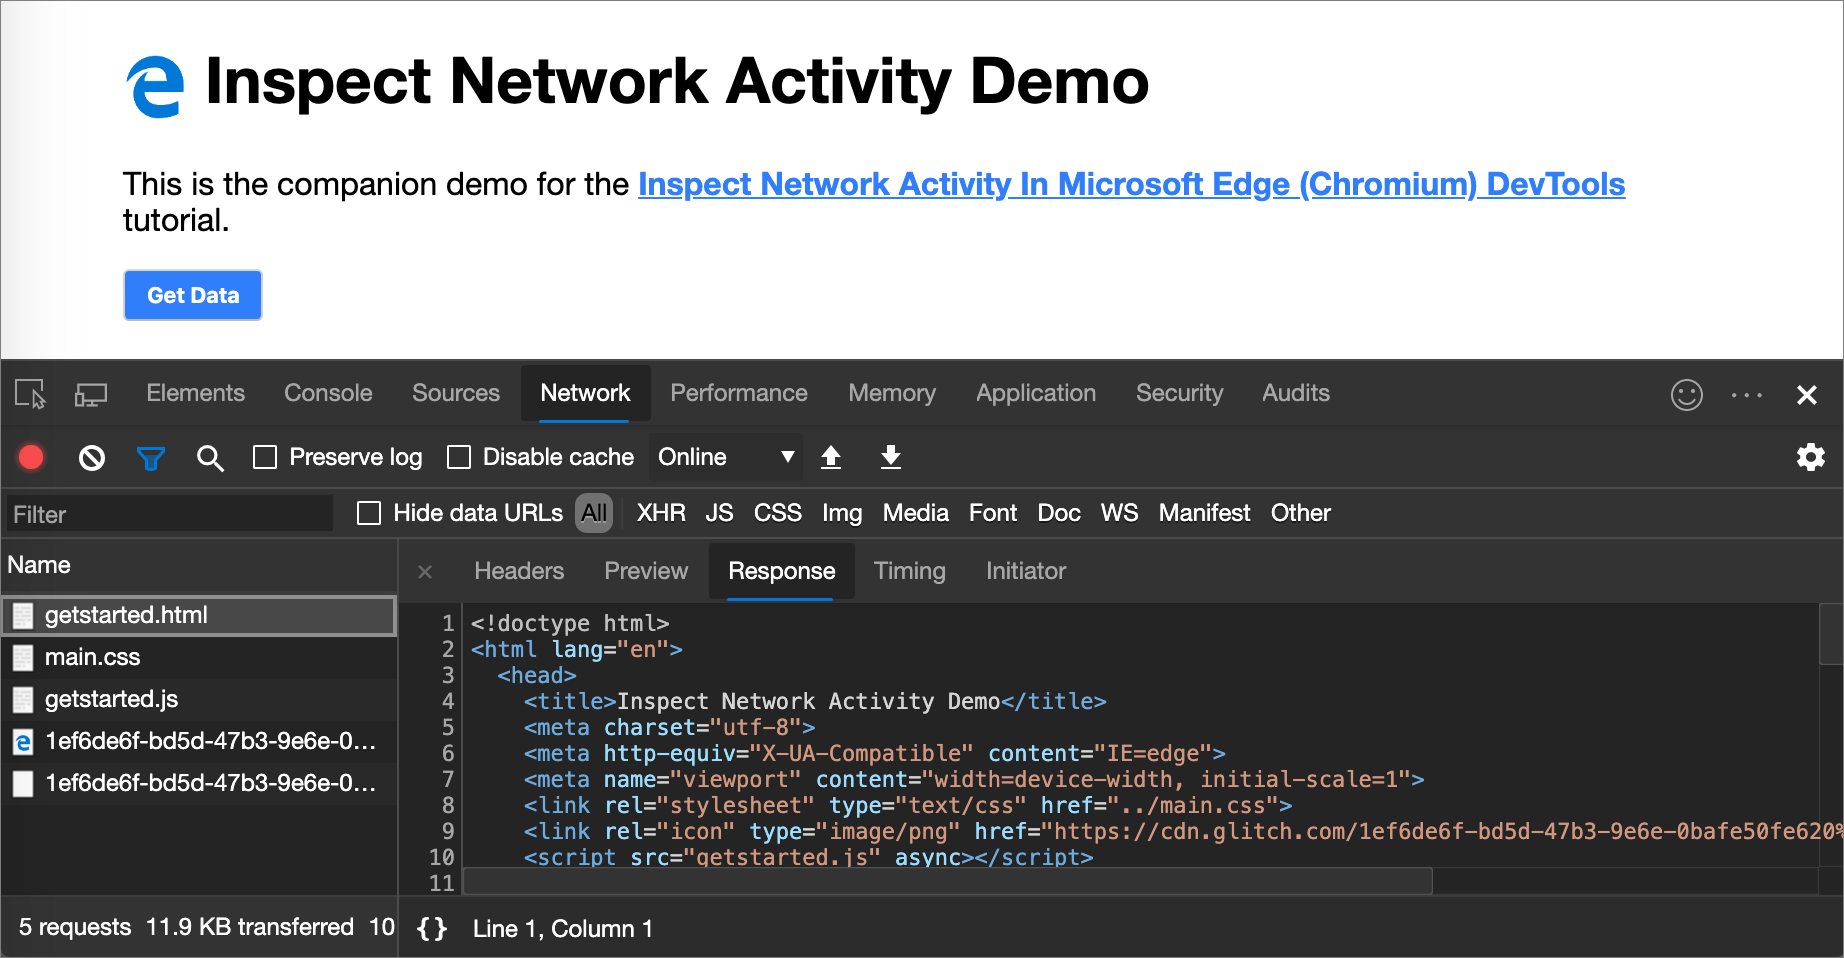 Inspect Network Activity Demo
This is the companion demo for the Inspect Network Activity In Microsoft Edge (Chromium) DevTools
tutorial.
Get Data
Elements Console Sources Network Performance Memory Application Security Audits
Preserve log Disable cache Online
Filter Hide data URLs All XHR JS CSS Img Media Font Doc WS Manifest Other
Name
Headers Preview Response Timing Initiator
getstarted.html
main.css
getstarted.js
1ef6de6f-bd5d-47b3-9e6e-0...
1ef6de6f-bd5d-47b3-9e6e-0...
1 <!doctype html>
2 <html lang="en">
3 <head>
4 <title>Inspect Network Activity Demo</title>
5 <meta charset="utf-8">
6 <meta http-equiv="X-UA-Compatible" content="IE=edge">
7 <meta name="viewport" content="width=device-width, initial-scale=1">
8 <link rel="stylesheet" type="text/css" href="../main.css">
9 <link rel="icon" type="image/png" href="https://cdn.glitch.com/1ef6de6f-bd5d-47b3-9e6e-0bafe50fe620%
10 <script src="getstarted.js" async></script>
11
5 requests 11.9 KB transferred 10
{} Line 1, Column 1